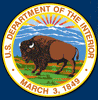 U.S. DEPARTMENT OF THE INTERIOR
MARCH 3, 1849